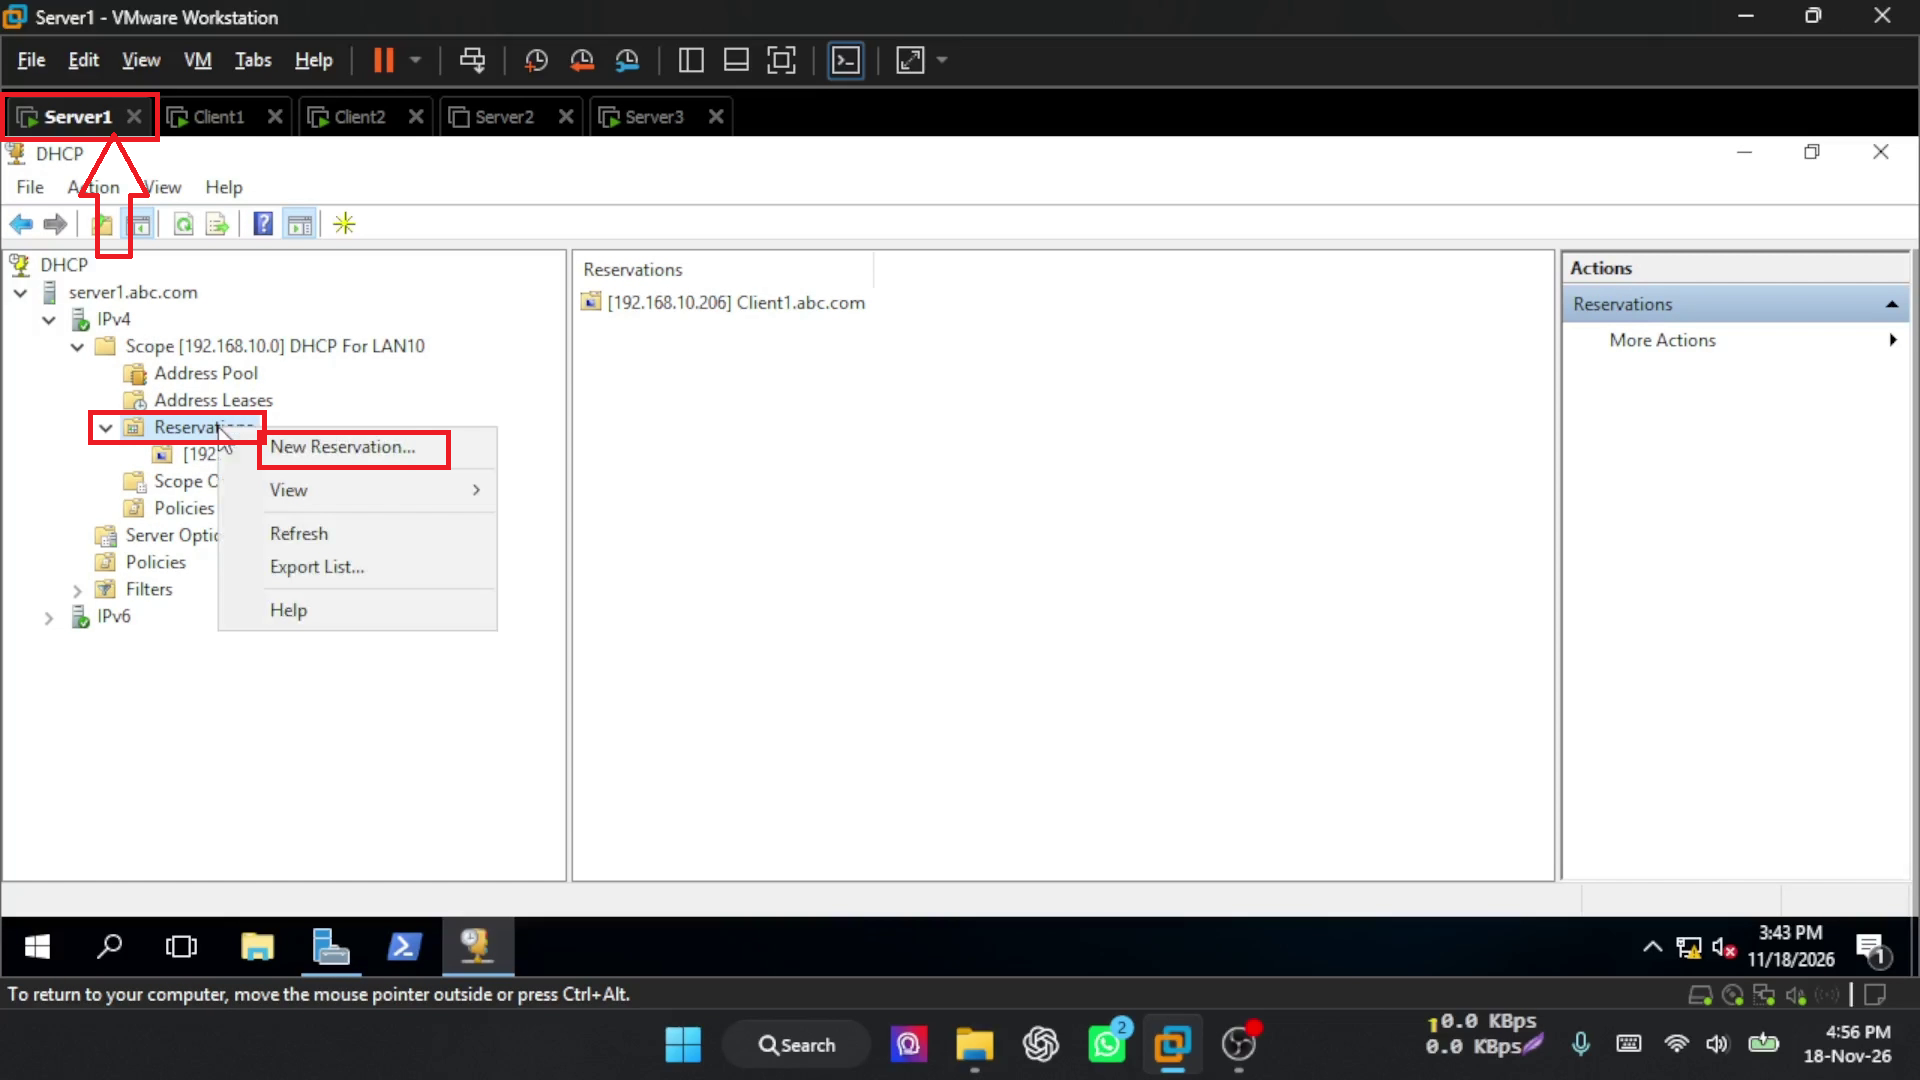 Server1 - VMware Workstation
File Edit View VM Tabs Help
Server1 Client1 Client2 Server2 Server3
DHCP
File Action View Help
DHCP
server1.abc.com
IPv4
Scope [192.168.10.0] DHCP For LAN10
Address Pool
Address Leases
Reservations
[192.
Scope O
Policies
Server Optio
Policies
Filters
IPv6
New Reservation...
View
Refresh
Export List...
Help
Reservations
[192.168.10.206] Client1.abc.com
Actions
Reservations
More Actions
3:43 PM
11/18/2026
1
To return to your computer, move the mouse pointer outside or press Ctrl+Alt.
Search
2
0.0 KBps
0.0 KBps
4:56 PM
18-Nov-26